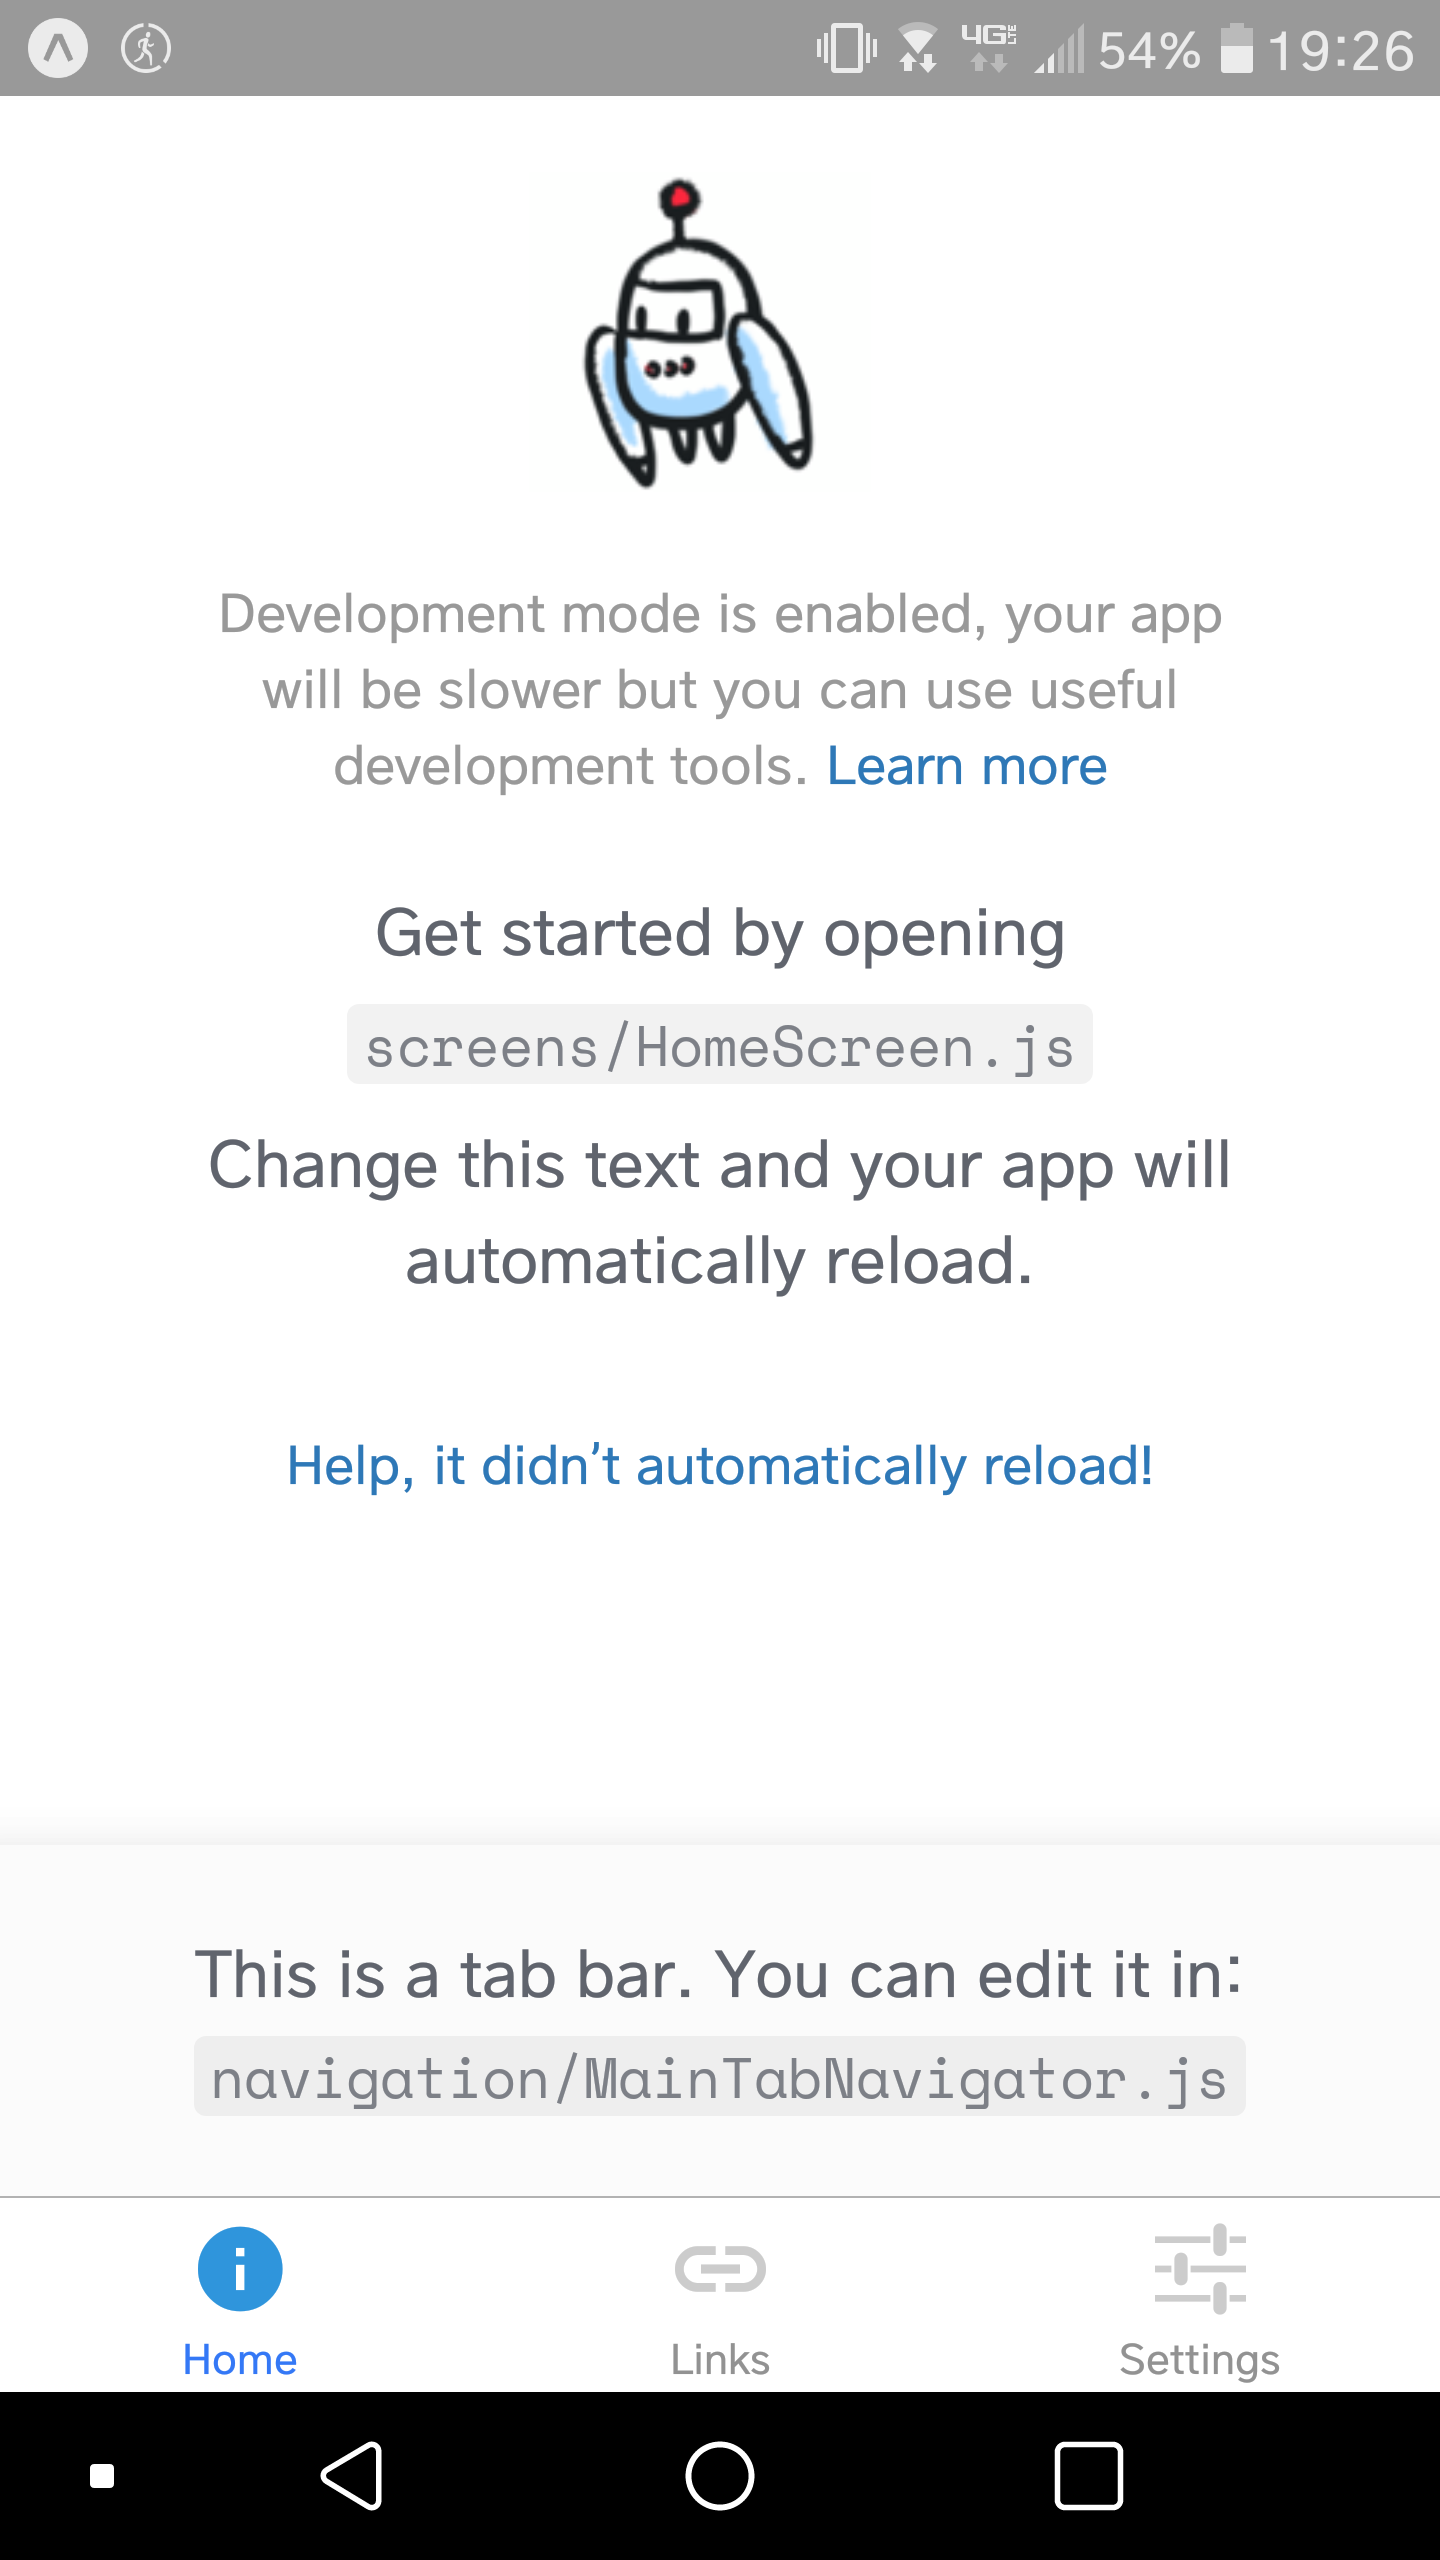 4G LTE 54% 19:26
Development mode is enabled, your app
will be slower but you can use useful
development tools. Learn more
Get started by opening
screens/HomeScreen.js
Change this text and your app will
automatically reload.
Help, it didn’t automatically reload!
This is a tab bar. You can edit it in:
navigation/MainTabNavigator.js
Home Links Settings